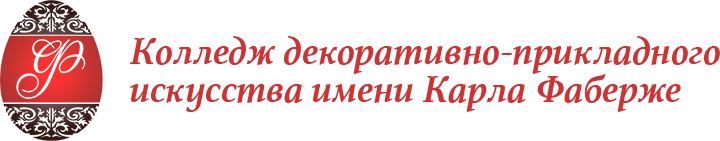 Ф
Колледж декоративно-прикладного
искусства имени Карла Фаберже